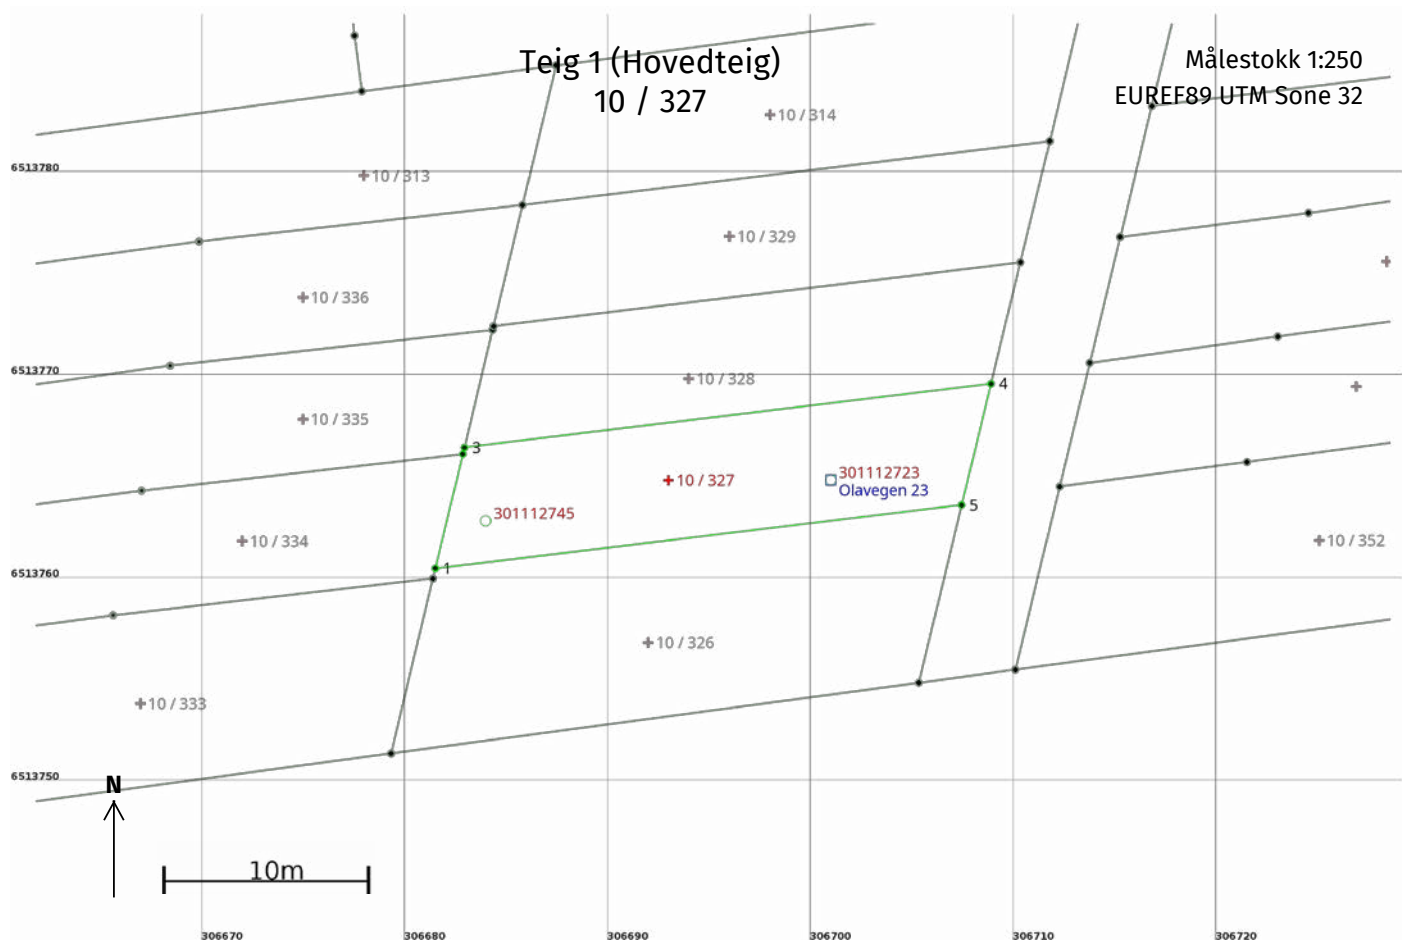 Teig 1 (Hovedteig)
10 / 327
Målestokk 1:250
EUREF89 UTM Sone 32
10 / 314
6513780
10 / 313
10 / 329
10 / 336
6513770
10 / 328
4
10 / 335
3
10 / 327
301112723
Olavegen 23
301112745
5
10 / 334
10 / 352
1
6513760
10 / 326
10 / 333
6513750
N
10m
306670
306680
306690
306700
306710
306720